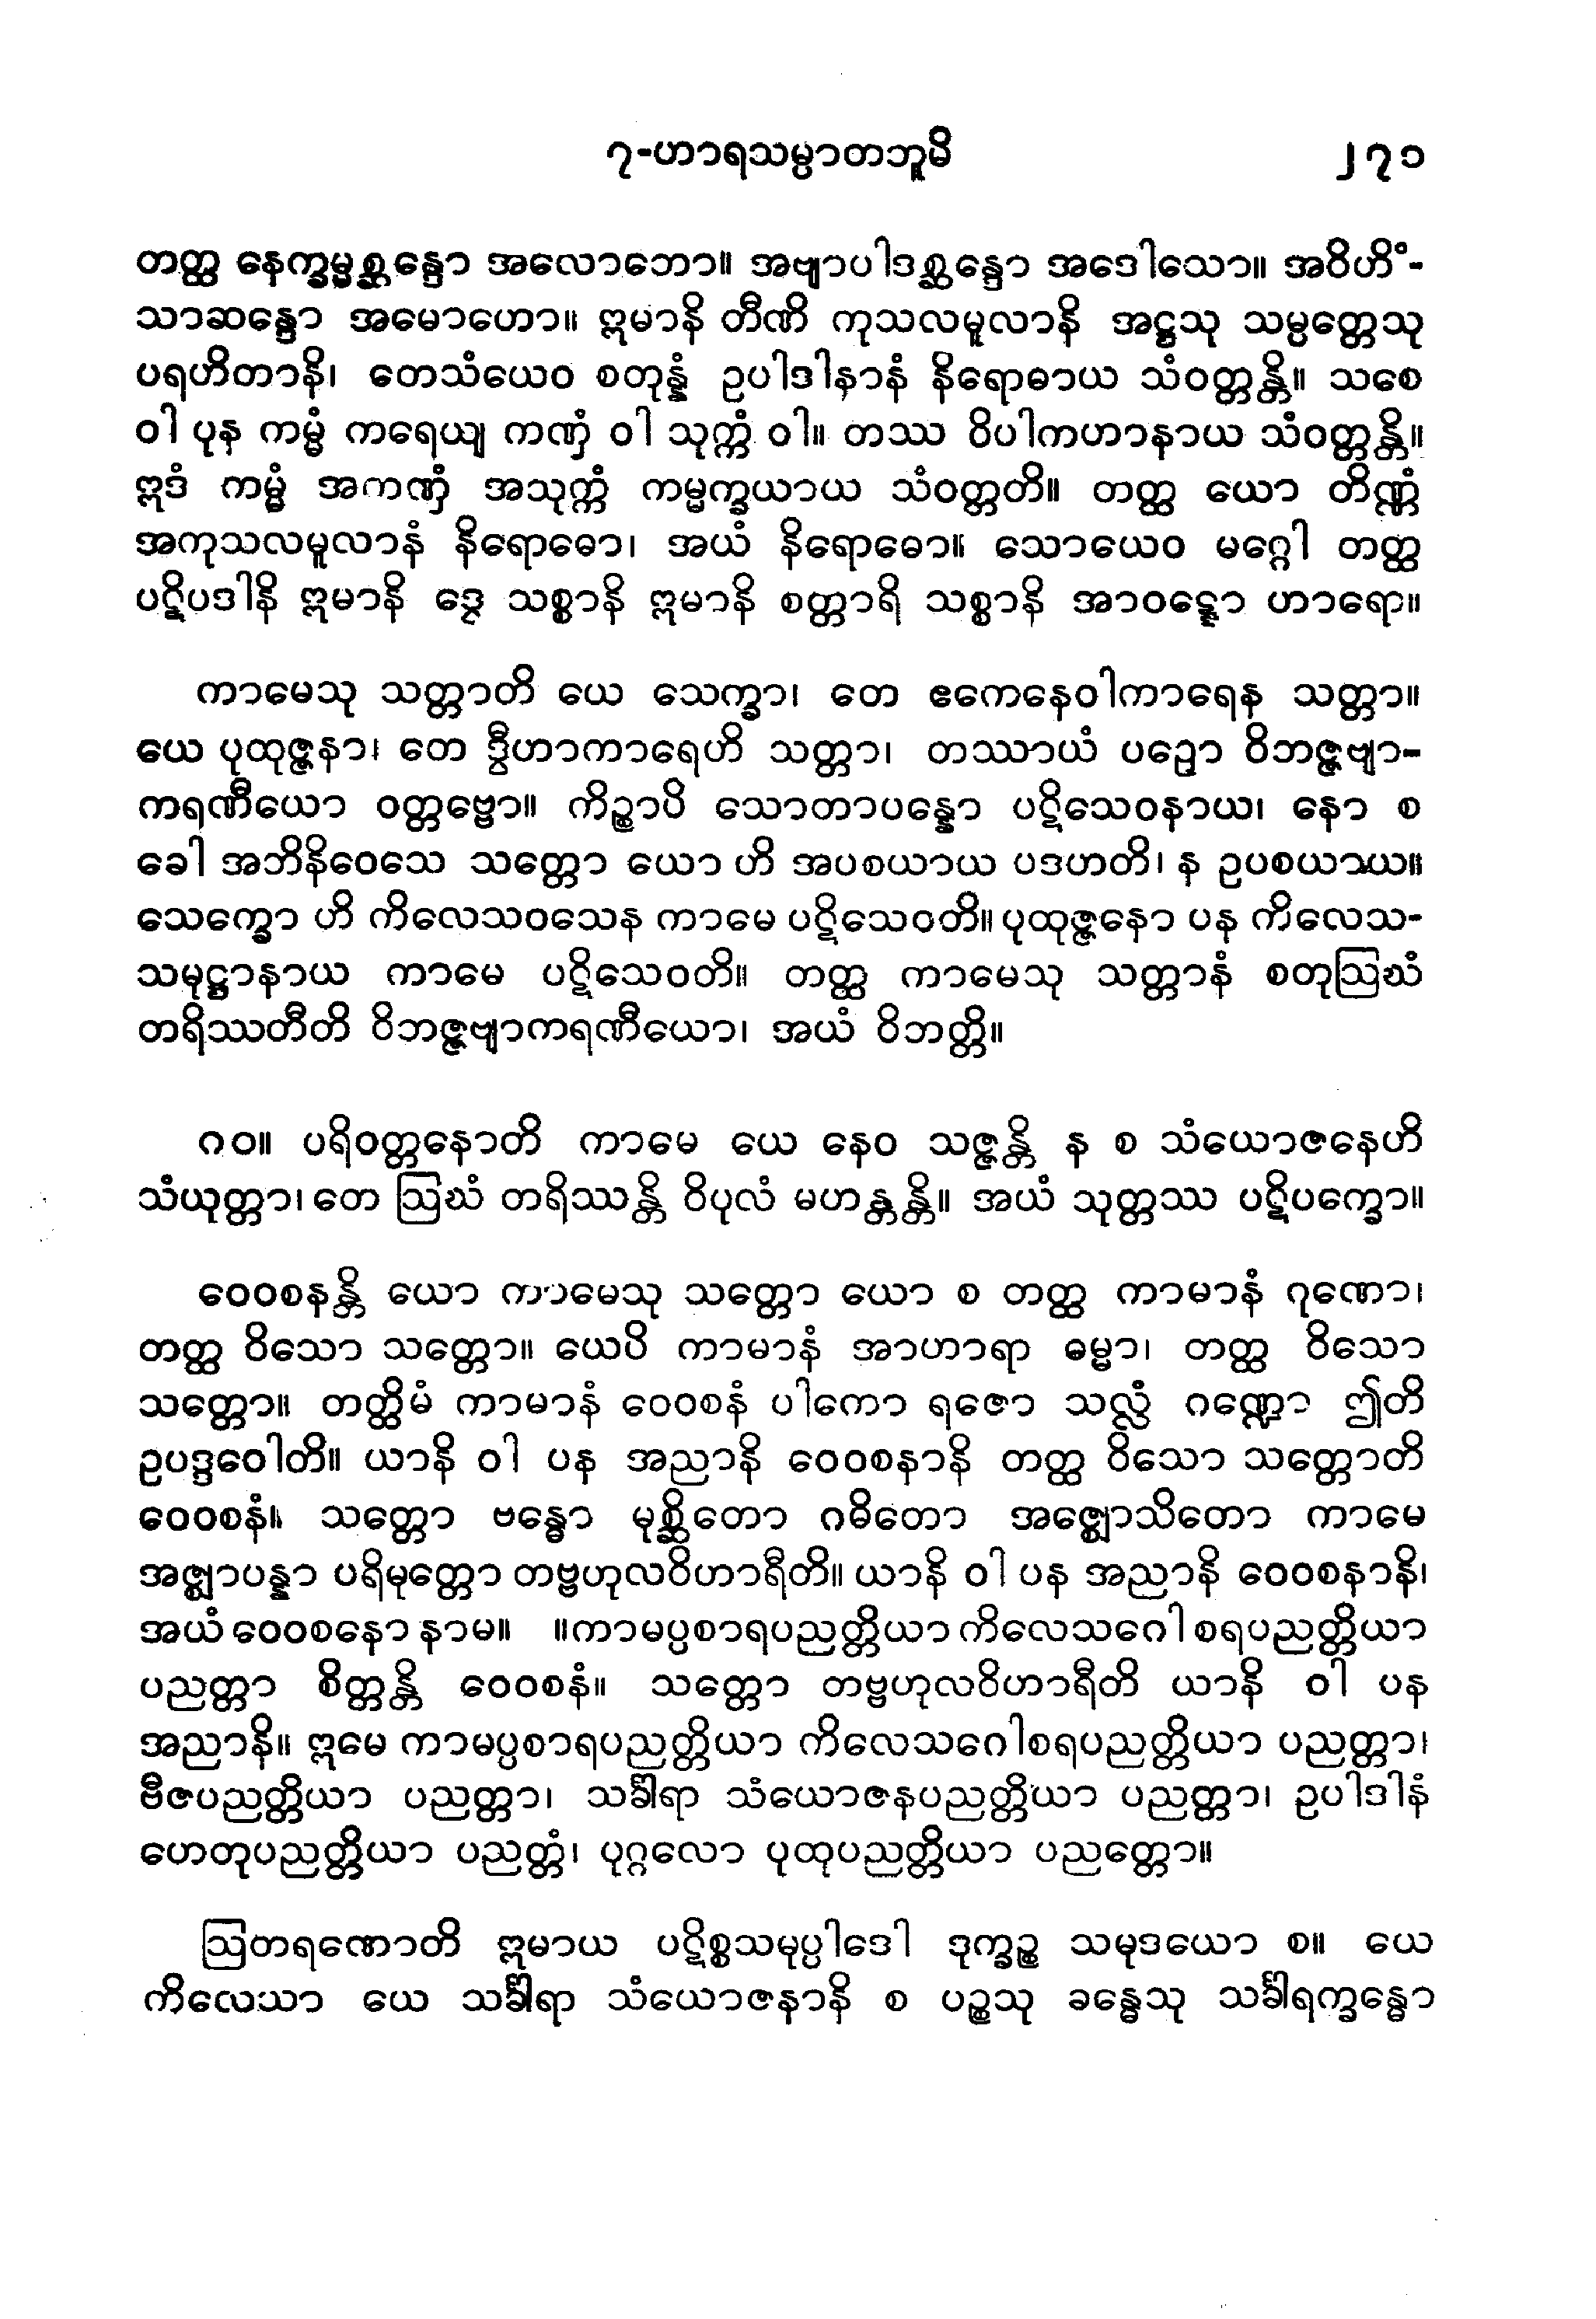 ၇-ဟာရသမ္ပာတဘူမိ ၂၇၁
တတ္ထ နေက္ခမ္မစ္ဆန္ဒော အလောဘော။ အဗျာပါဒစ္ဆန္ဒော အဒေါသော။ အဝိဟိံ-
သာဆန္ဒော အမောဟော။ ဣမာနိ တီဏိ ကုသလမူလာနိ အဋ္ဌသု သမ္ပတ္တေသု
ပရဟိတာနိ၊ တေသံယေဝ စတုန္နံ ဥပါဒါနာနံ နိရောဓာယ သံဝတ္တန္တိ။ သစေ
ဝါ ပုန ကမ္မံ ကရေယျ ကဏှံ ဝါ သုက္ကံ ဝါ။ တဿ ဝိပါကဟာနာယ သံဝတ္တန္တိ။
ဣဒံ ကမ္မံ အကဏှံ အသုက္ကံ ကမ္မက္ခယာယ သံဝတ္တတိ။ တတ္ထ ယော တိဏ္ဏံ
အကုသလမူလာနံ နိရောဓော၊ အယံ နိရောဓော။ သောယေဝ မဂ္ဂေါ တတ္ထ
ပဋိပဒါနိ ဣမာနိ ဒွေ သစ္စာနိ ဣမာနိ စတ္တာရိ သစ္စာနိ အာဝဋ္ဋော ဟာရော။
ကာမေသု သတ္တာတိ ယေ သေက္ခာ၊ တေ ဧကေနေဝါကာရေန သတ္တာ။
ယေ ပုထုဇ္ဇနာ၊ တေ ဒွီဟာကာရေဟိ သတ္တာ၊ တဿာယံ ပဉှော ဝိဘဇ္ဇဗျာ-
ကရဏီယော ဝတ္တဗ္ဗော။ ကိဉ္စာပိ သောတာပန္နော ပဋိသေဝနာယ၊ နော စ
ခေါ အဘိနိဝေသေ သတ္တော ယော ဟိ အပစယာယ ပဒဟတိ၊ န ဥပစယာယ။
သေက္ခော ဟိ ကိလေသဝသေန ကာမေ ပဋိသေဝတိ။ ပုထုဇ္ဇနော ပန ကိလေသ-
သမုဋ္ဌာနာယ ကာမေ ပဋိသေဝတိ။ တတ္ထ ကာမေသု သတ္တာနံ စတုဩဃံ
တရိဿတီတိ ဝိဘဇ္ဇဗျာကရဏီယော၊ အယံ ဝိဘတ္တိ။
၈၀။ ပရိဝတ္တနောတိ ကာမေ ယေ နေဝ သဇ္ဇန္တိ န စ သံယောဇနေဟိ
သံယုတ္တာ၊ တေ ဩဃံ တရိဿန္တိ ဝိပုလံ မဟန္တန္တိ။ အယံ သုတ္တဿ ပဋိပက္ခော။
ဝေဝစနန္တိ ယော ကာမေသု သတ္တော ယော စ တတ္ထ ကာမာနံ ဂုဏော၊
တတ္ထ ဝိသော သတ္တော။ ယေပိ ကာမာနံ အာဟာရာ ဓမ္မာ၊ တတ္ထ ဝိသော
သတ္တော။ တတ္ထိမံ ကာမာနံ ဝေဝစနံ ပါကော ရဇော သလ္လံ ဂဏ္ဍော ဤတိ
ဥပဒ္ဒဝေါတိ။ ယာနိ ဝါ ပန အညာနိ ဝေဝစနာနိ တတ္ထ ဝိသော သတ္တောတိ
ဝေဝစနံ။ သတ္တော ဗန္ဓော မုစ္ဆိတော ဂဓိတော အဇ္ဈောသိတော ကာမေ
အဇ္ဈာပန္နာ ပရိမုတ္တော တဗ္ဗဟုလဝိဟာရီတိ။ ယာနိ ဝါ ပန အညာနိ ဝေဝစနာနိ၊
အယံ ဝေဝစနော နာမ။ ။ကာမပ္ပစာရပညတ္တိယာ ကိလေသဂေါစရပညတ္တိယာ
ပညတ္တာ စိတ္တန္တိ ဝေဝစနံ။ သတ္တော တဗ္ဗဟုလဝိဟာရီတိ ယာနိ ဝါ ပန
အညာနိ။ ဣမေ ကာမပ္ပစာရပညတ္တိယာ ကိလေသဂေါစရပညတ္တိယာ ပညတ္တာ၊
ဗီဇပညတ္တိယာ ပညတ္တာ၊ သင်္ခါရာ သံယောဇနပညတ္တိယာ ပညတ္တာ၊ ဥပါဒါနံ
ဟေတုပညတ္တိယာ ပညတ္တံ၊ ပုဂ္ဂလော ပုထုပညတ္တိယာ ပညတ္တော။
ဩတရဏောတိ ဣမာယ ပဋိစ္စသမုပ္ပါဒေါ ဒုက္ခဉ္စ သမုဒယော စ။ ယေ
ကိလေသာ ယေ သင်္ခါရာ သံယောဇနာနိ စ ပဉ္စသု ခန္ဓေသု သင်္ခါရက္ခန္ဓော